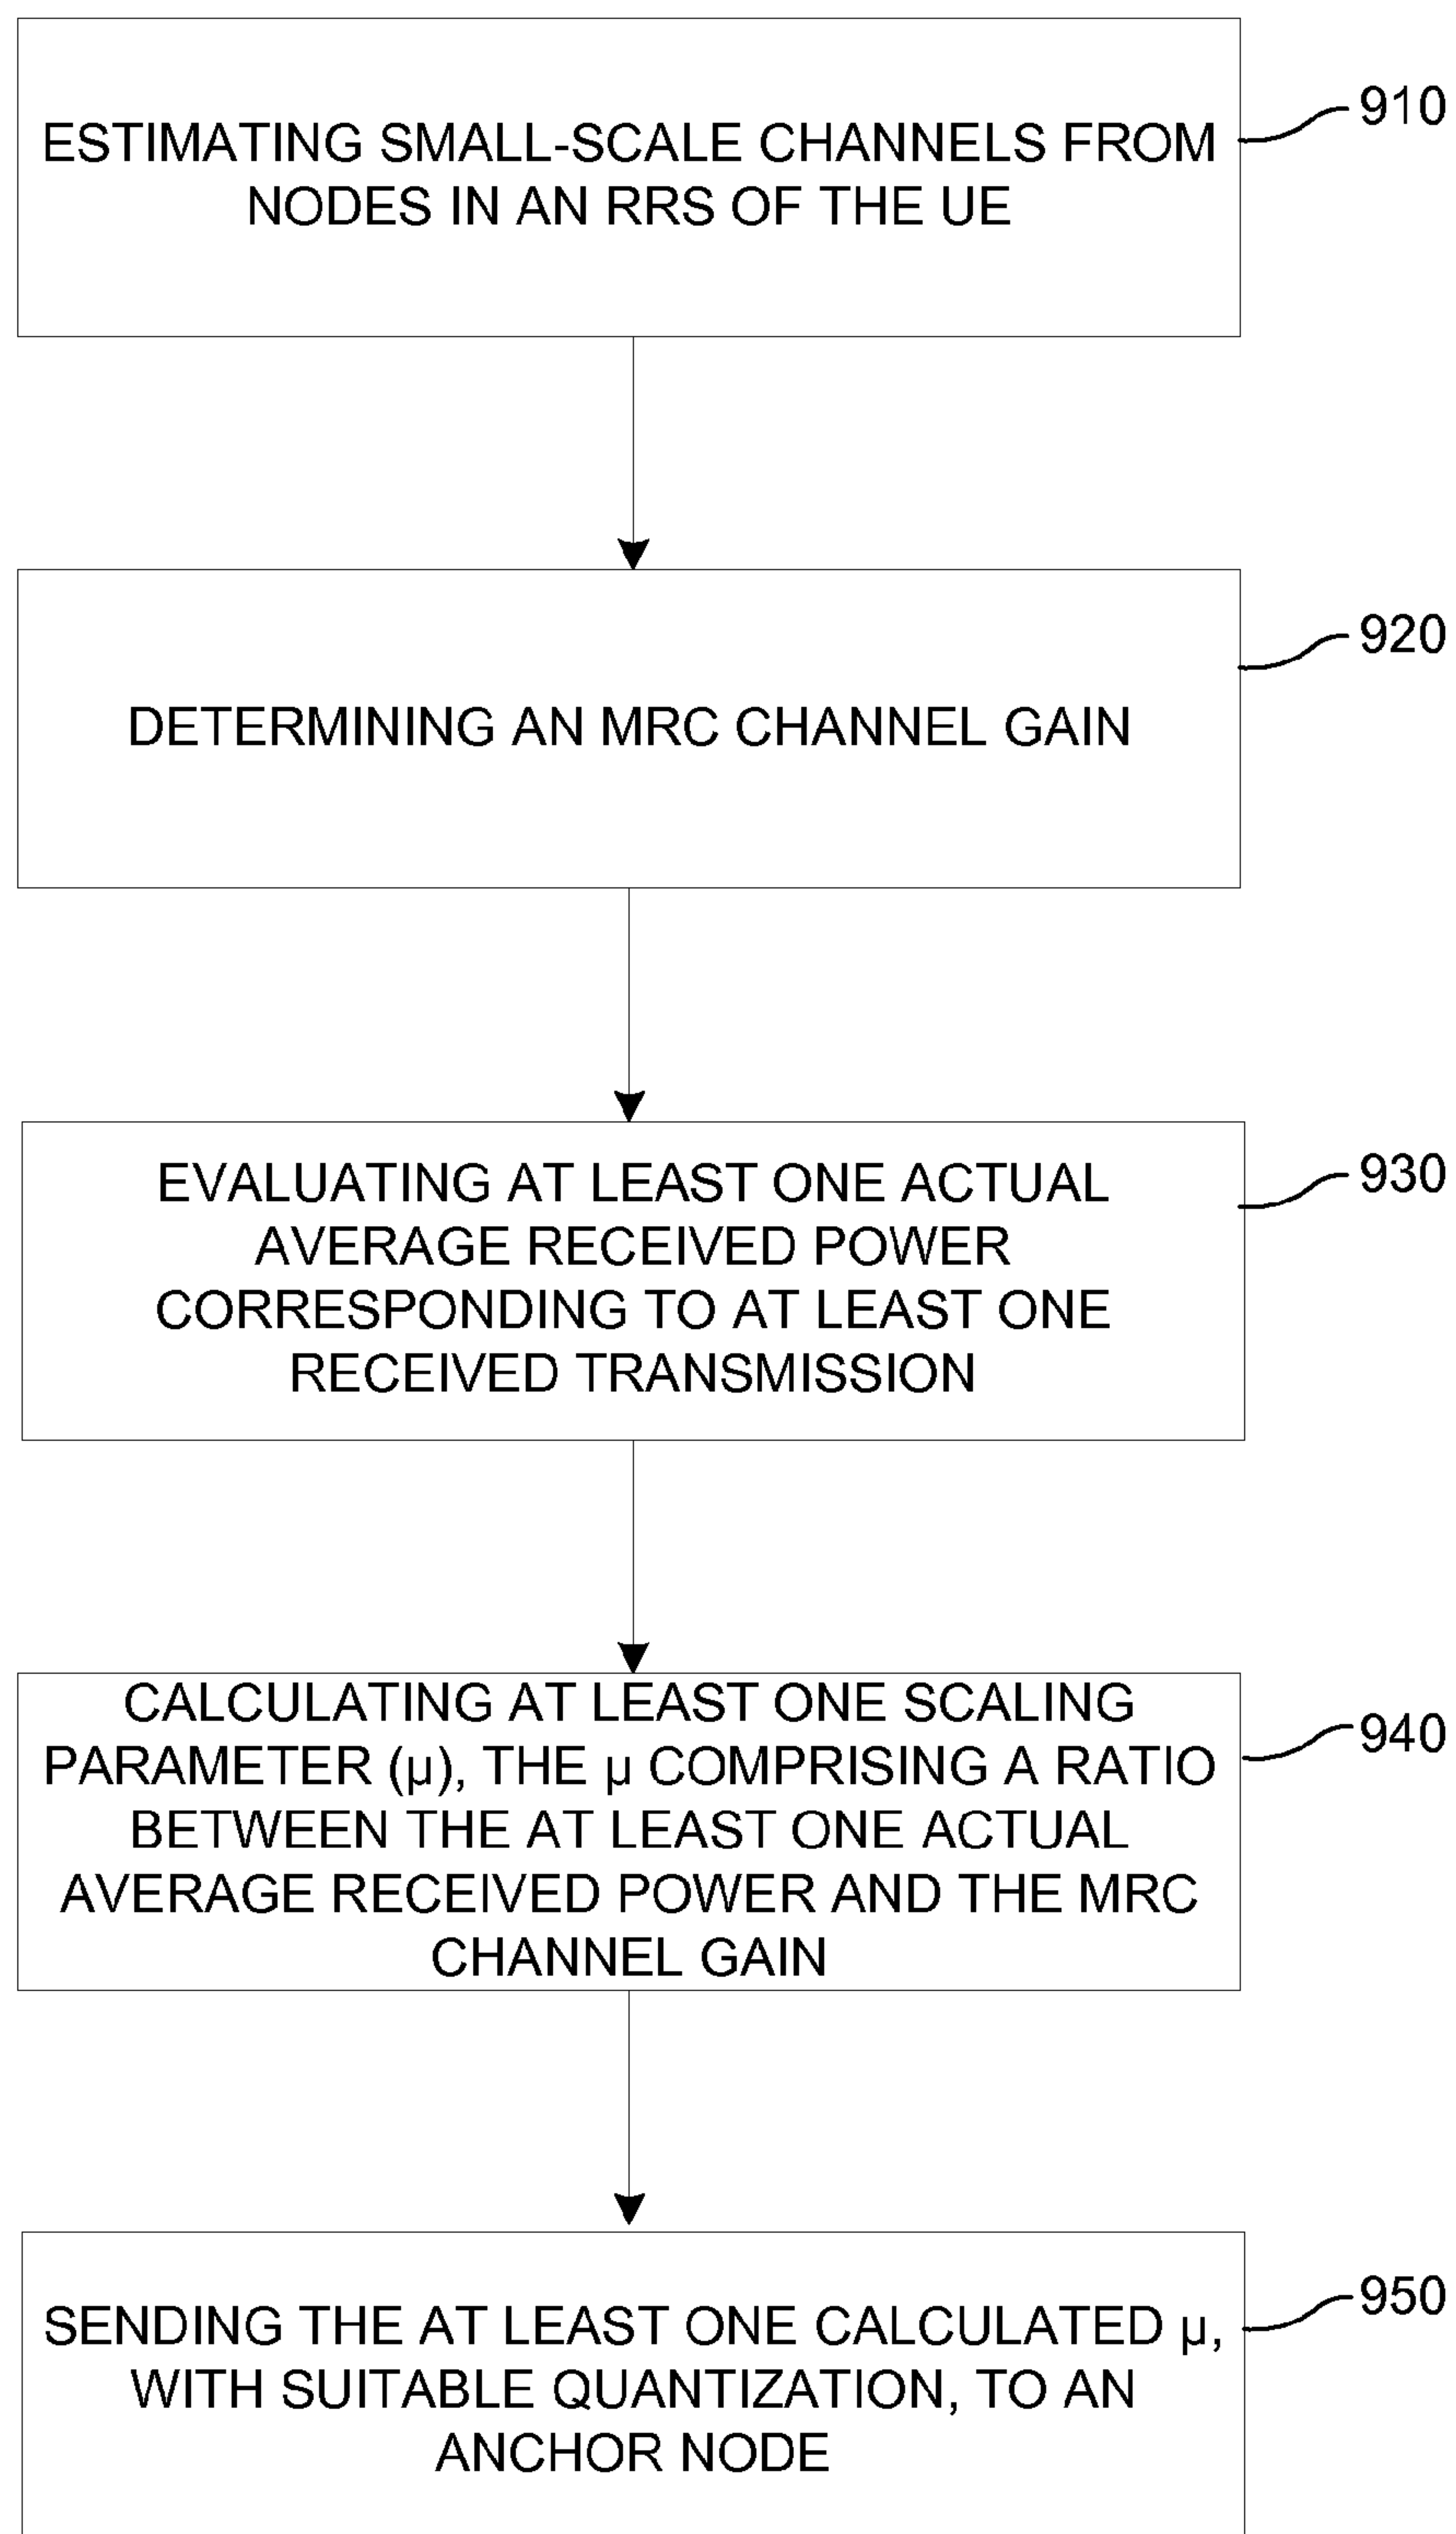 ESTIMATING SMALL-SCALE CHANNELS FROM
NODES IN AN RRS OF THE UE
910
DETERMINING AN MRC CHANNEL GAIN
920
EVALUATING AT LEAST ONE ACTUAL
AVERAGE RECEIVED POWER
CORRESPONDING TO AT LEAST ONE
RECEIVED TRANSMISSION
930
CALCULATING AT LEAST ONE SCALING
PARAMETER (μ), THE μ COMPRISING A RATIO
BETWEEN THE AT LEAST ONE ACTUAL
AVERAGE RECEIVED POWER AND THE MRC
CHANNEL GAIN
940
SENDING THE AT LEAST ONE CALCULATED μ,
WITH SUITABLE QUANTIZATION, TO AN
ANCHOR NODE
950